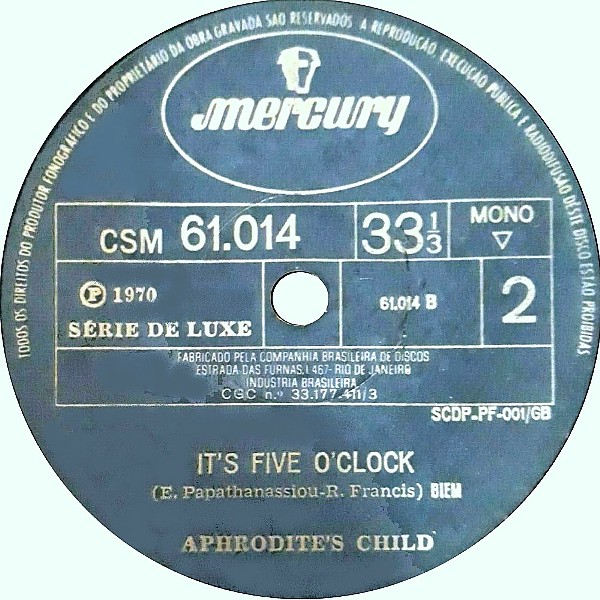 TODOS OS DIREITOS DO PRODUTOR FONOGRÁFICO E DO PROPRIETÁRIO DA OBRA GRAVADA SÃO RESERVADOS. A REPRODUÇÃO, EXECUÇÃO PÚBLICA E RADIODIFUSÃO DÊSTE DISCO ESTÃO PROIBIDAS
mercury
CSM 61.014 33 1/3 MONO
℗ 1970 61.014 B 2
SÉRIE DE LUXE
FABRICADO PELA COMPANHIA BRASILEIRA DE DISCOS
ESTRADA DAS FURNAS, 1467- RIO DE JANEIRO
INDUSTRIA BRASILEIRA
CGC n.º 33.177.411/3
SCDP-PF-001/GB
IT'S FIVE O'CLOCK
(E. Papathanassiou-R. Francis) BIEM
APHRODITE'S CHILD